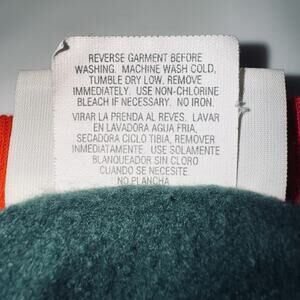 REVERSE GARMENT BEFORE
WASHING. MACHINE WASH COLD,
TUMBLE DRY LOW, REMOVE
IMMEDIATELY. USE NON-CHLORINE
BLEACH IF NECESSARY. NO IRON.
VIRAR LA PRENDA AL REVES. LAVAR
EN LAVADORA AGUA FRIA,
SECADORA CICLO TIBIA, REMOVER
INMEDIATAMENTE. USE SOLAMENTE
BLANQUEADOR SIN CLORO
CUANDO SE NECESITE.
NO PLANCHA